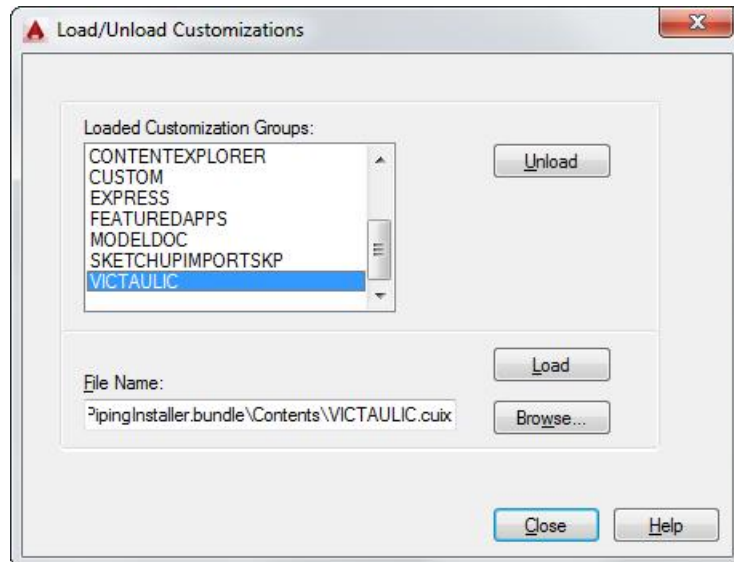 Load/Unload Customizations
Loaded Customization Groups:
CONTENTEXPLORER
CUSTOM
EXPRESS
FEATUREDAPPS
MODELDOC
SKETCHUPIMPORTSKP
VICTAULIC
Unload
Load
File Name:
PipingInstaller.bundle\Contents\VICTAULIC.cuix
Browse...
Close
Help